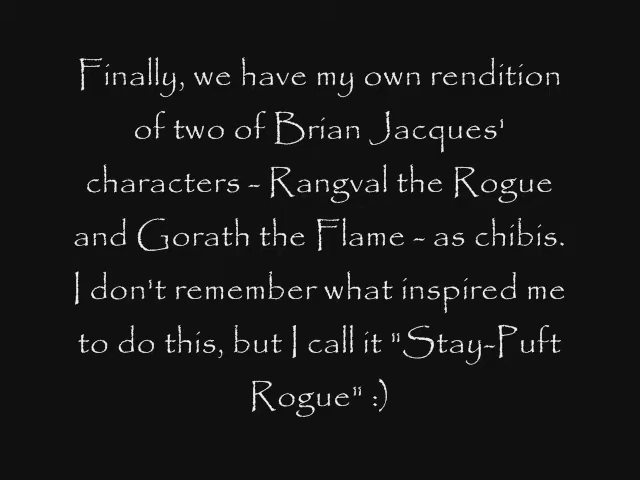 Finally, we have my own rendition
of two of Brian Jacques'
characters - Rangval the Rogue
and Gorath the Flame - as chibis.
I don't remember what inspired me
to do this, but I call it "Stay-Puft
Rogue" :)